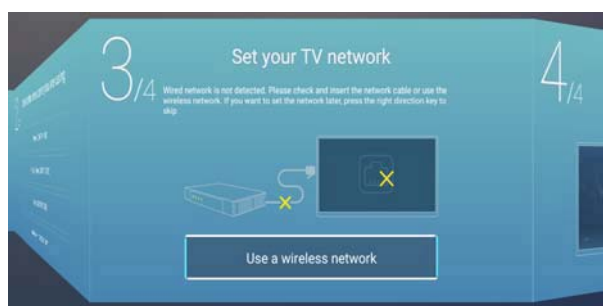 3/4
Set your TV network
Wired network is not detected. Please check and insert the network cable or use the
wireless network. If you want to set the network later, press the right direction key to
skip
Use a wireless network
4/4